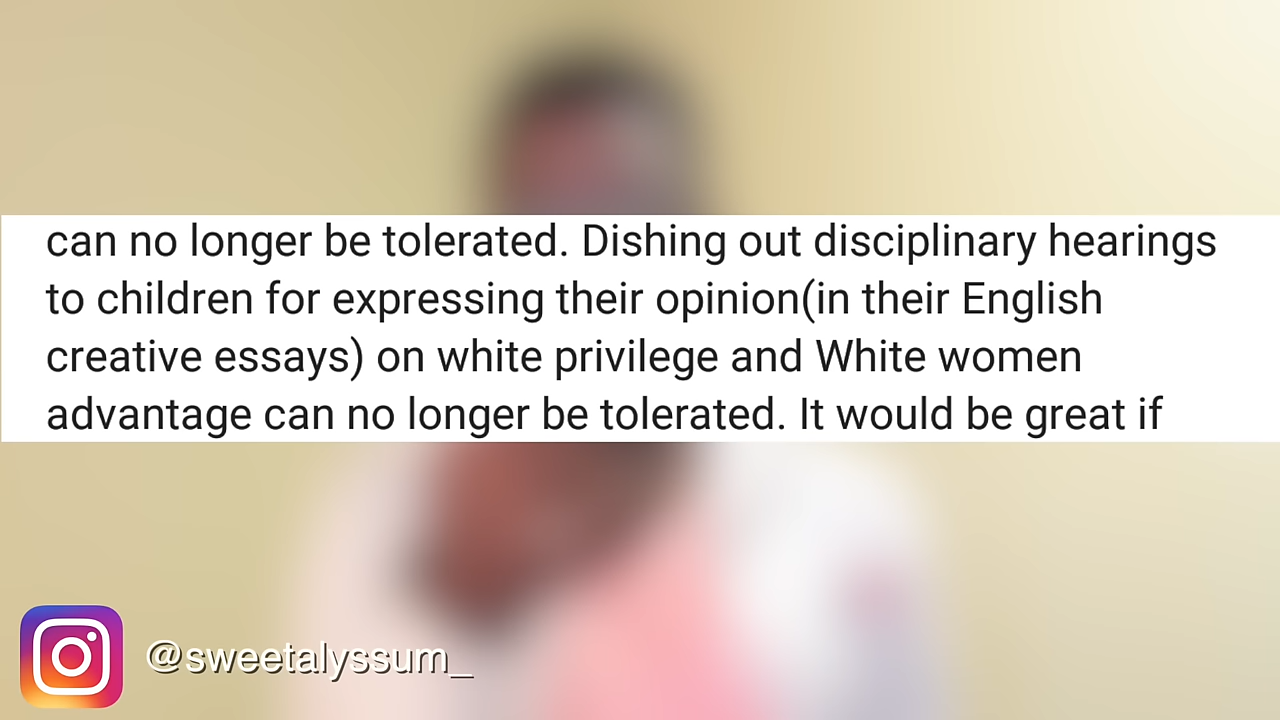 can no longer be tolerated. Dishing out disciplinary hearings
to children for expressing their opinion(in their English
creative essays) on white privilege and White women
advantage can no longer be tolerated. It would be great if
@sweetalyssum_